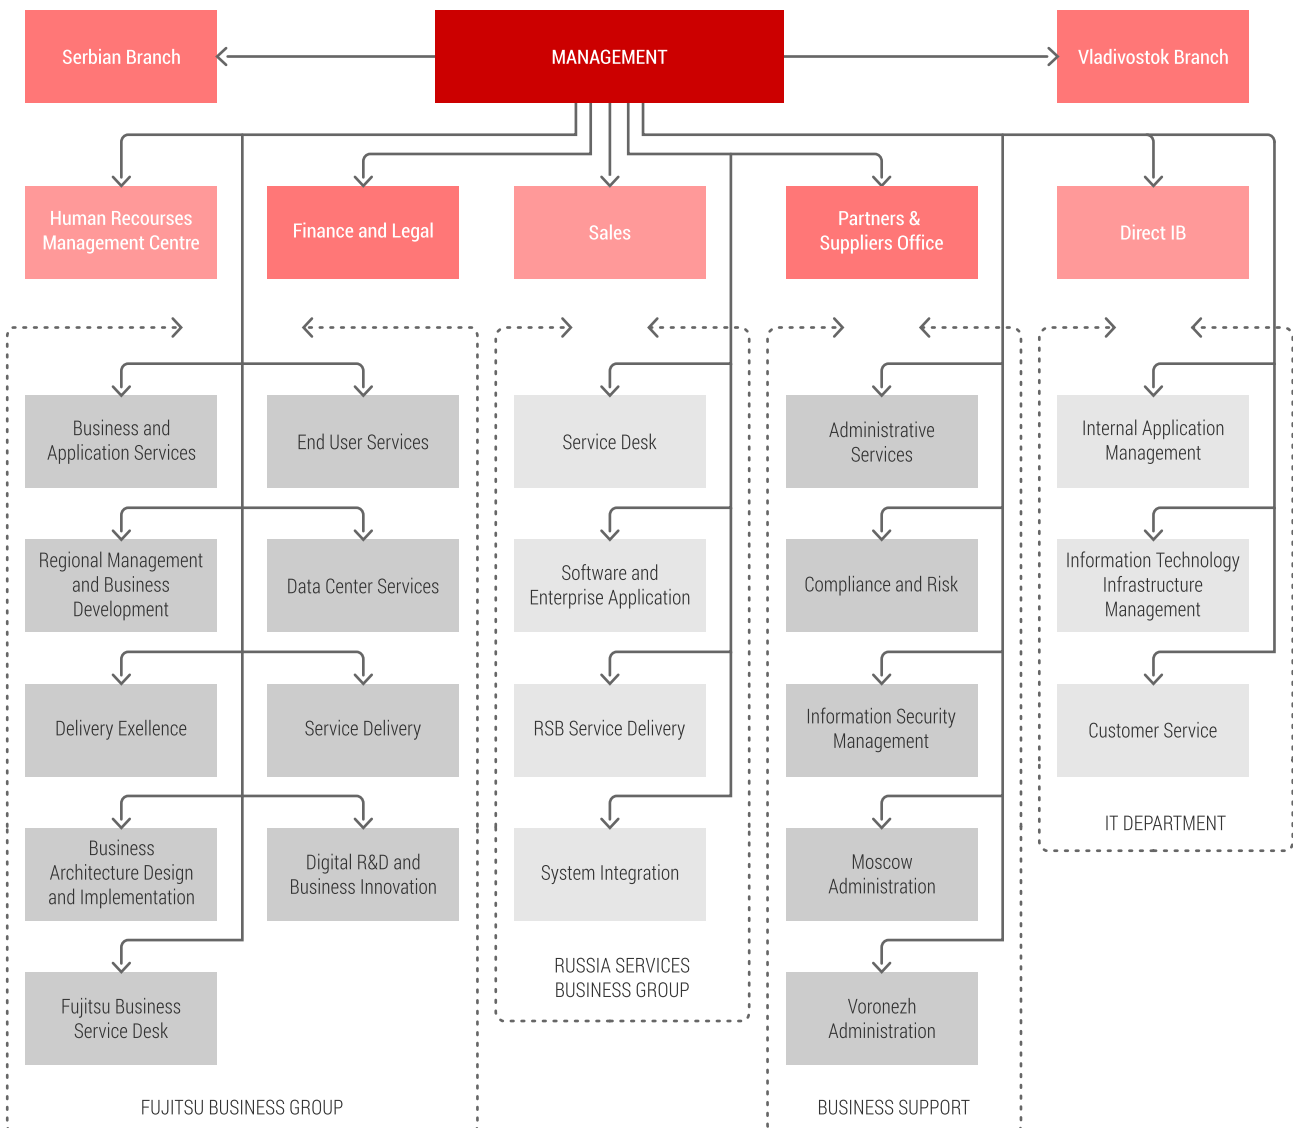 Serbian Branch
MANAGEMENT
Vladivostok Branch
Human Recourses
Management Centre
Finance and Legal
Sales
Partners &
Suppliers Office
Direct IB
Business and
Application Services
End User Services
Service Desk
Administrative
Services
Internal Application
Management
Regional Management
and Business
Development
Data Center Services
Software and
Enterprise Application
Compliance and Risk
Information Technology
Infrastructure
Management
Delivery Exellence
Service Delivery
RSB Service Delivery
Information Security
Management
Customer Service
IT DEPARTMENT
Business
Architecture Design
and Implementation
Digital R&D and
Business Innovation
System Integration
Moscow
Administration
RUSSIA SERVICES
BUSINESS GROUP
Fujitsu Business
Service Desk
Voronezh
Administration
FUJITSU BUSINESS GROUP
BUSINESS SUPPORT